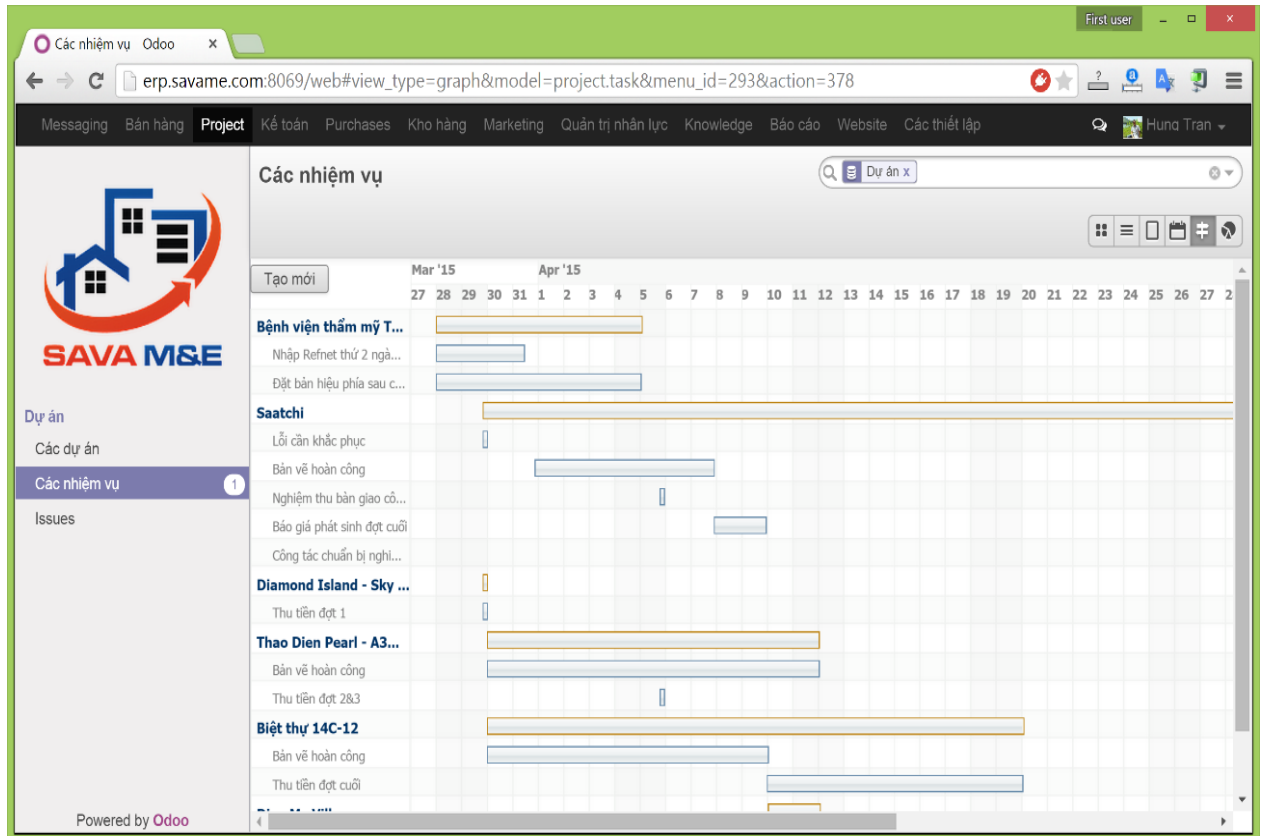 First user
Các nhiệm vụ Odoo
erp.savame.com:8069/web#view_type=graph&model=project.task&menu_id=293&action=378
Messaging Bán hàng Project Kế toán Purchases Kho hàng Marketing Quản trị nhân lực Knowledge Báo cáo Website Các thiết lập Hung Tran
SAVA M&E
Dự án
Các dự án
Các nhiệm vụ 1
Issues
Powered by Odoo
Các nhiệm vụ
Dự án x
Tạo mới
Mar '15 Apr '15
27 28 29 30 31 1 2 3 4 5 6 7 8 9 10 11 12 13 14 15 16 17 18 19 20 21 22 23 24 25 26 27 2
Bệnh viện thẩm mỹ T...
Nhập Refnet thứ 2 ngà...
Đặt bản hiệu phía sau c...
Saatchi
Lỗi cần khắc phục
Bản vẽ hoàn công
Nghiệm thu bàn giao cô...
Báo giá phát sinh đợt cuối
Công tác chuẩn bị nghi...
Diamond Island - Sky ...
Thu tiền đợt 1
Thao Dien Pearl - A3...
Bản vẽ hoàn công
Thu tiền đợt 2&3
Biệt thự 14C-12
Bản vẽ hoàn công
Thu tiền đợt cuối